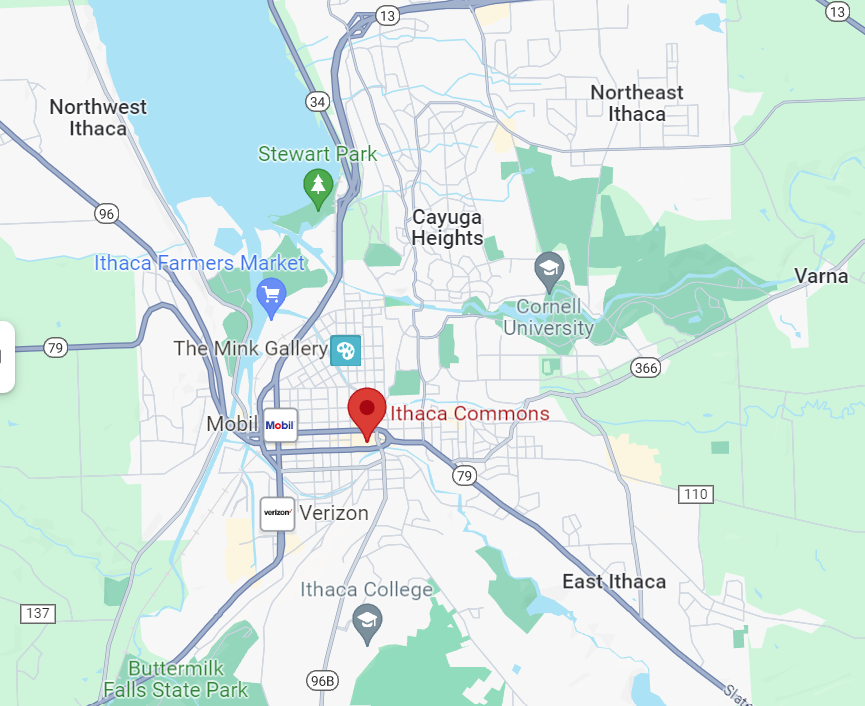 13
13
34
Northwest
Ithaca
Northeast
Ithaca
Stewart Park
96
Cayuga
Heights
Ithaca Farmers Market
Varna
Cornell
University
79
The Mink Gallery
366
Ithaca Commons
Mobil
Mobil
79
110
verizon
Verizon
East Ithaca
Ithaca College
137
Buttermilk
Falls State Park
96B